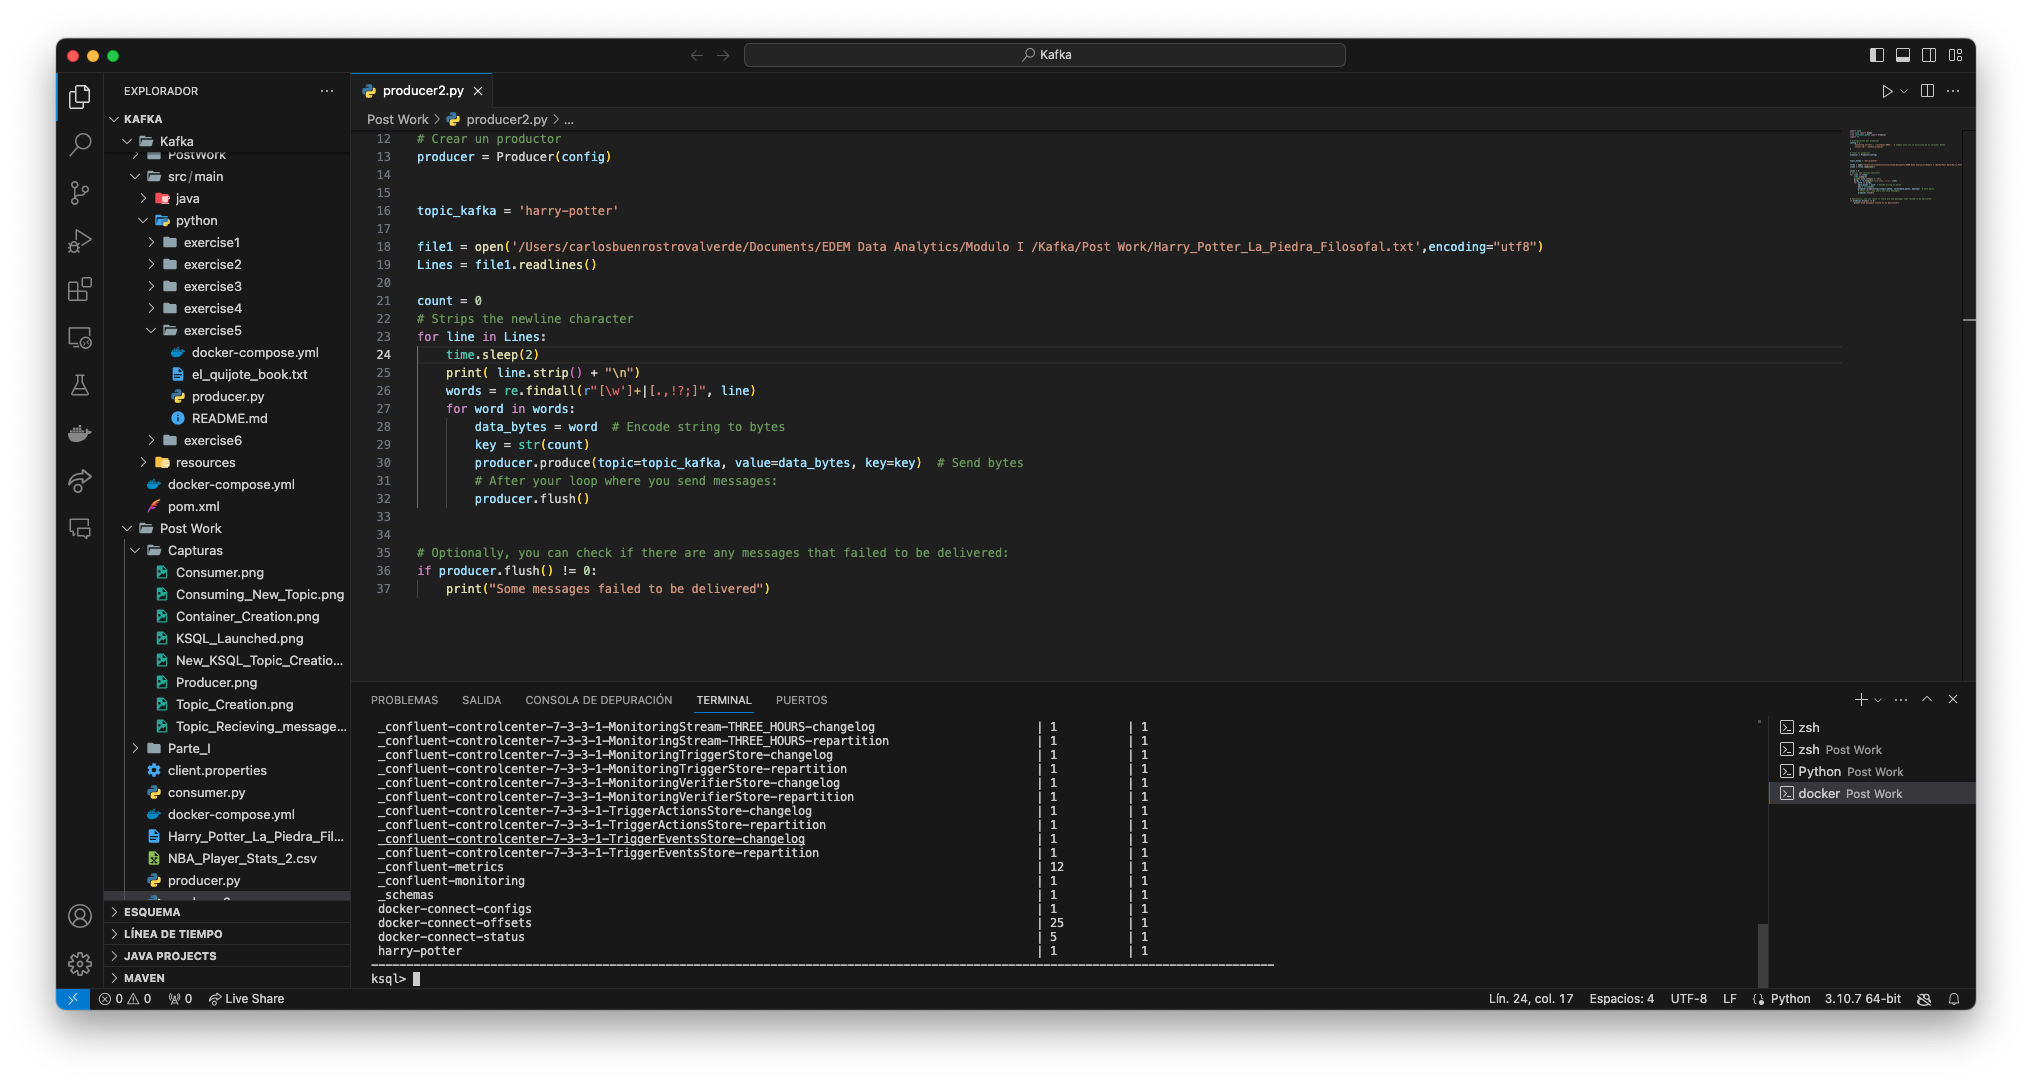 Kafka
EXPLORADOR
KAFKA
Kafka
PostWork
src/main
java
python
exercise1
exercise2
exercise3
exercise4
exercise5
docker-compose.yml
el_quijote_book.txt
producer.py
README.md
exercise6
resources
docker-compose.yml
pom.xml
Post Work
Capturas
Consumer.png
Consuming_New_Topic.png
Container_Creation.png
KSQL_Launched.png
New_KSQL_Topic_Creatio...
Producer.png
Topic_Creation.png
Topic_Recieving_message...
Parte_I
client.properties
consumer.py
docker-compose.yml
Harry_Potter_La_Piedra_Fil...
NBA_Player_Stats_2.csv
producer.py
ESQUEMA
LÍNEA DE TIEMPO
JAVA PROJECTS
MAVEN
producer2.py
Post Work > producer2.py > ...
12 # Crear un productor
13 producer = Producer(config)
14
15
16 topic_kafka = 'harry-potter'
17
18 file1 = open('/Users/carlosbuenrostrovalverde/Documents/EDEM Data Analytics/Modulo I /Kafka/Post Work/Harry_Potter_La_Piedra_Filosofal.txt',encoding="utf8")
19 Lines = file1.readlines()
20
21 count = 0
22 # Strips the newline character
23 for line in Lines:
24 time.sleep(2)
25 print( line.strip() + "\n")
26 words = re.findall(r"[\w']+|[.,!?;]", line)
27 for word in words:
28 data_bytes = word # Encode string to bytes
29 key = str(count)
30 producer.produce(topic=topic_kafka, value=data_bytes, key=key) # Send bytes
31 # After your loop where you send messages:
32 producer.flush()
33
34
35 # Optionally, you can check if there are any messages that failed to be delivered:
36 if producer.flush() != 0:
37 print("Some messages failed to be delivered")
PROBLEMAS SALIDA CONSOLA DE DEPURACIÓN TERMINAL PUERTOS
_confluent-controlcenter-7-3-3-1-MonitoringStream-THREE_HOURS-changelog | 1 | 1
_confluent-controlcenter-7-3-3-1-MonitoringStream-THREE_HOURS-repartition | 1 | 1
_confluent-controlcenter-7-3-3-1-MonitoringTriggerStore-changelog | 1 | 1
_confluent-controlcenter-7-3-3-1-MonitoringTriggerStore-repartition | 1 | 1
_confluent-controlcenter-7-3-3-1-MonitoringVerifierStore-changelog | 1 | 1
_confluent-controlcenter-7-3-3-1-MonitoringVerifierStore-repartition | 1 | 1
_confluent-controlcenter-7-3-3-1-TriggerActionsStore-changelog | 1 | 1
_confluent-controlcenter-7-3-3-1-TriggerActionsStore-repartition | 1 | 1
_confluent-controlcenter-7-3-3-1-TriggerEventsStore-changelog | 1 | 1
_confluent-controlcenter-7-3-3-1-TriggerEventsStore-repartition | 1 | 1
_confluent-metrics | 12 | 1
_confluent-monitoring | 1 | 1
_schemas | 1 | 1
docker-connect-configs | 1 | 1
docker-connect-offsets | 25 | 1
docker-connect-status | 5 | 1
harry-potter | 1 | 1
ksql>
zsh
zsh Post Work
Python Post Work
docker Post Work
0 0 0 Live Share
Lín. 24, col. 17 Espacios: 4 UTF-8 LF Python 3.10.7 64-bit